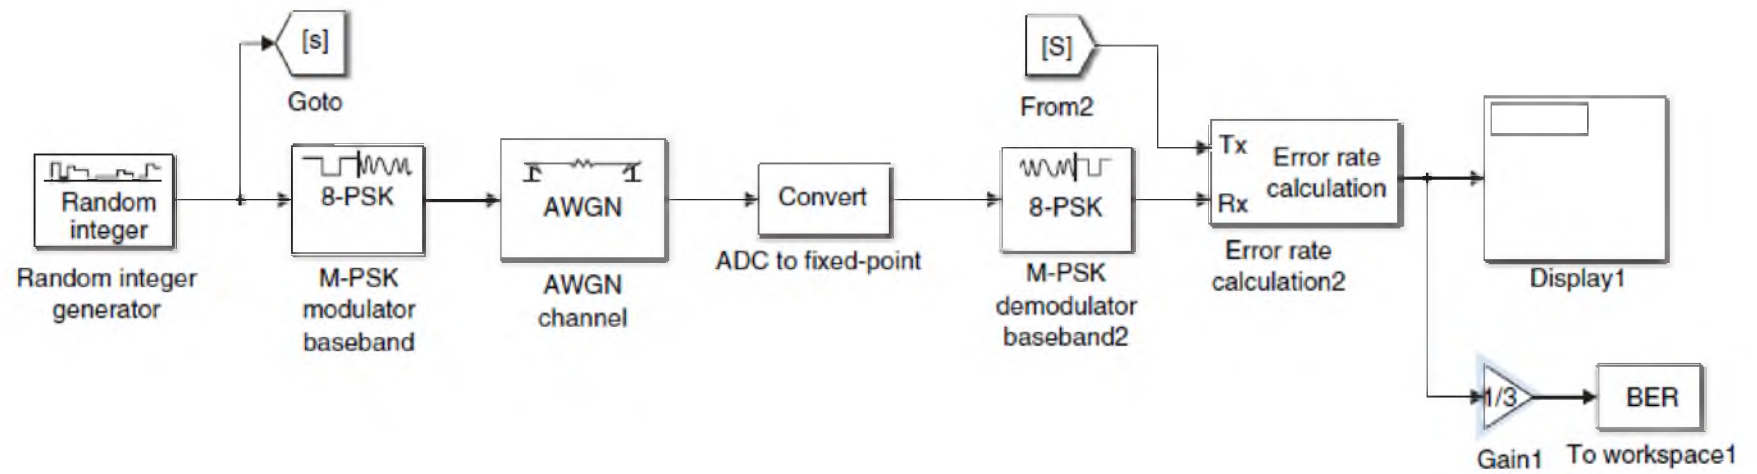 [s]
Goto
Random
integer
Random integer
generator
8-PSK
M-PSK
modulator
baseband
AWGN
AWGN
channel
Convert
ADC to fixed-point
8-PSK
M-PSK
demodulator
baseband2
[S]
From2
Tx
Rx
Error rate
calculation
Error rate
calculation2
Display1
1/3
Gain1
BER
To workspace1